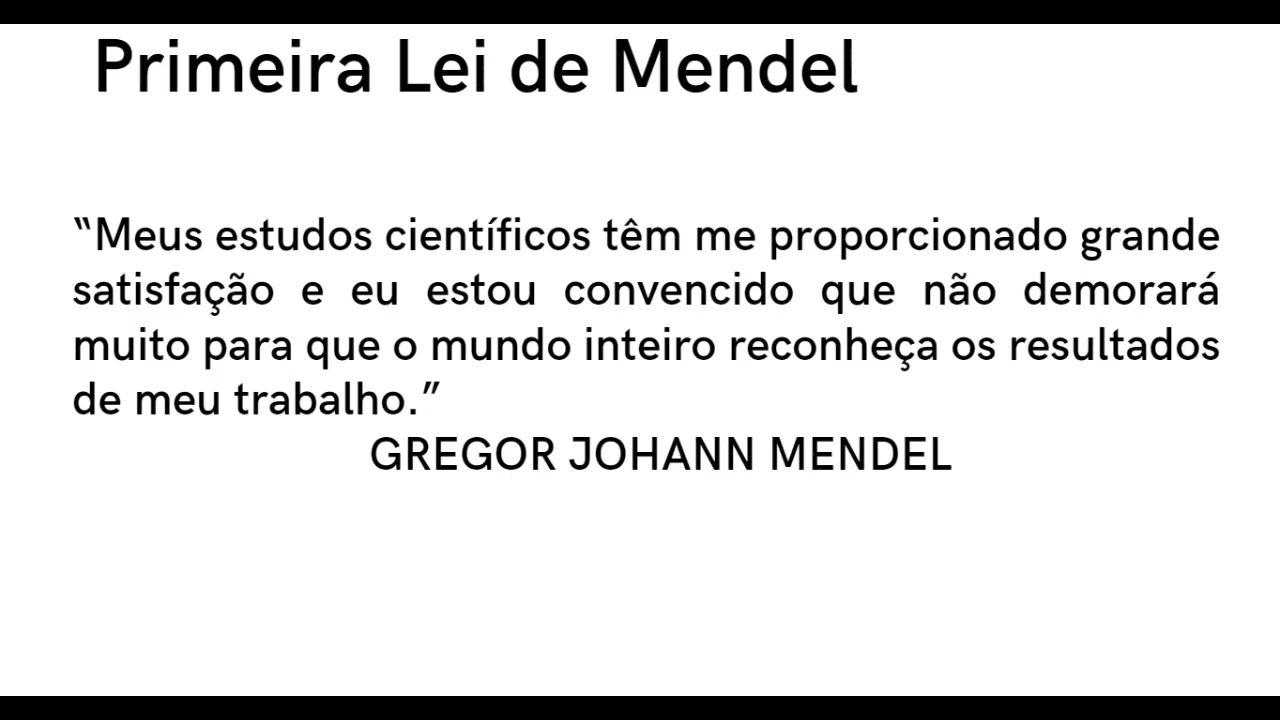 Primeira Lei de Mendel
“Meus estudos científicos têm me proporcionado grande
satisfação e eu estou convencido que não demorará
muito para que o mundo inteiro reconheça os resultados
de meu trabalho.”
GREGOR JOHANN MENDEL